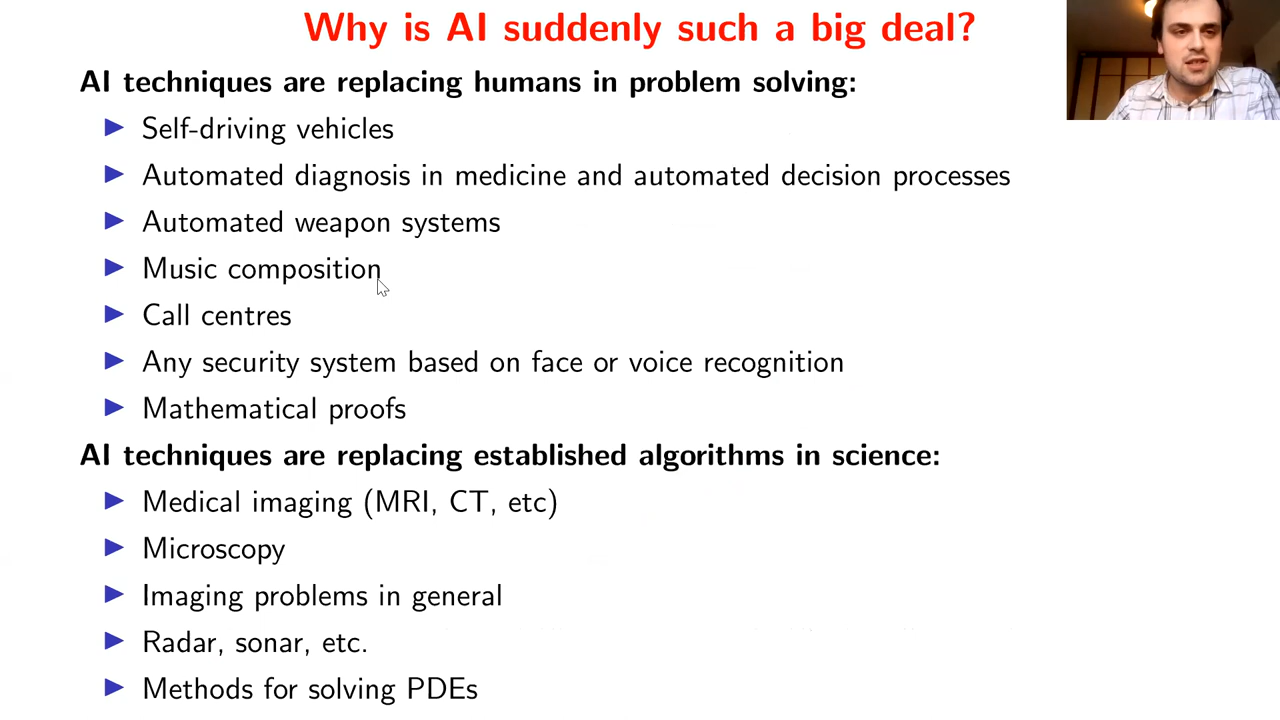 Why is AI suddenly such a big deal?
AI techniques are replacing humans in problem solving:
Self-driving vehicles
Automated diagnosis in medicine and automated decision processes
Automated weapon systems
Music composition
Call centres
Any security system based on face or voice recognition
Mathematical proofs
AI techniques are replacing established algorithms in science:
Medical imaging (MRI, CT, etc)
Microscopy
Imaging problems in general
Radar, sonar, etc.
Methods for solving PDEs